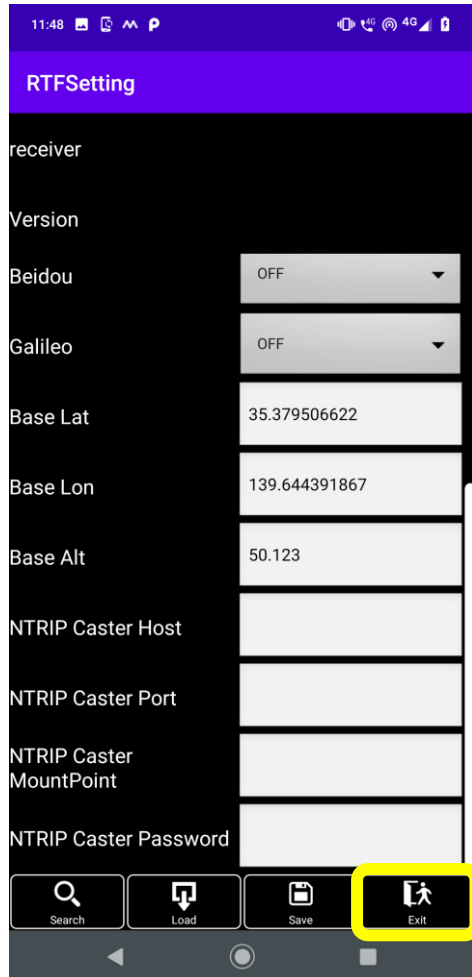 11:48 4G 4G
RTFSetting
receiver
Version
Beidou OFF
Galileo OFF
Base Lat 35.379506622
Base Lon 139.644391867
Base Alt 50.123
NTRIP Caster Host
NTRIP Caster Port
NTRIP Caster
MountPoint
NTRIP Caster Password
Search Load Save Exit